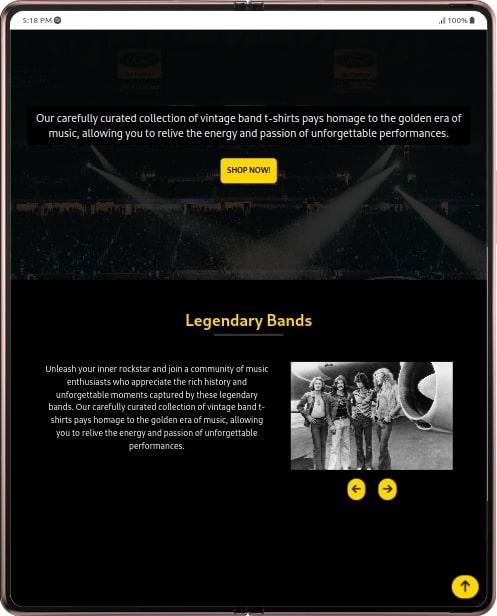 5:18 PM
100%
Our carefully curated collection of vintage band t-shirts pays homage to the golden era of
music, allowing you to relive the energy and passion of unforgettable performances.
SHOP NOW!
Legendary Bands
Unleash your inner rockstar and join a community of music
enthusiasts who appreciate the rich history and
unforgettable moments captured by these legendary
bands. Our carefully curated collection of vintage band t-
shirts pays homage to the golden era of music, allowing
you to relive the energy and passion of unforgettable
performances.